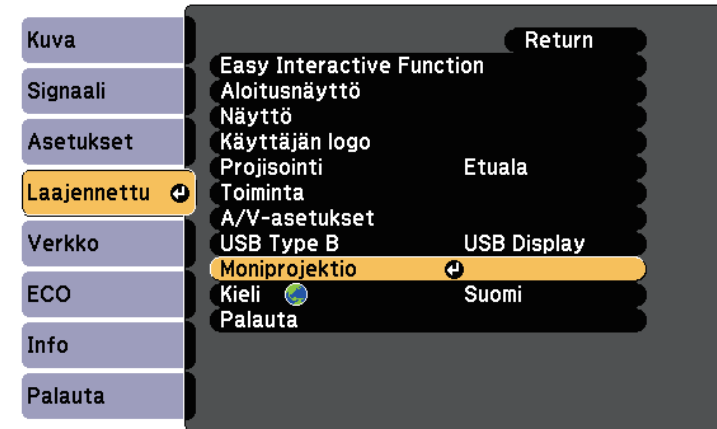 Kuva
Signaali
Asetukset
Laajennettu
Verkko
ECO
Info
Palauta
Return
Easy Interactive Function
Aloitusnäyttö
Näyttö
Käyttäjän logo
Projisointi Etuala
Toiminta
A/V-asetukset
USB Type B USB Display
Moniprojektio
Kieli Suomi
Palauta